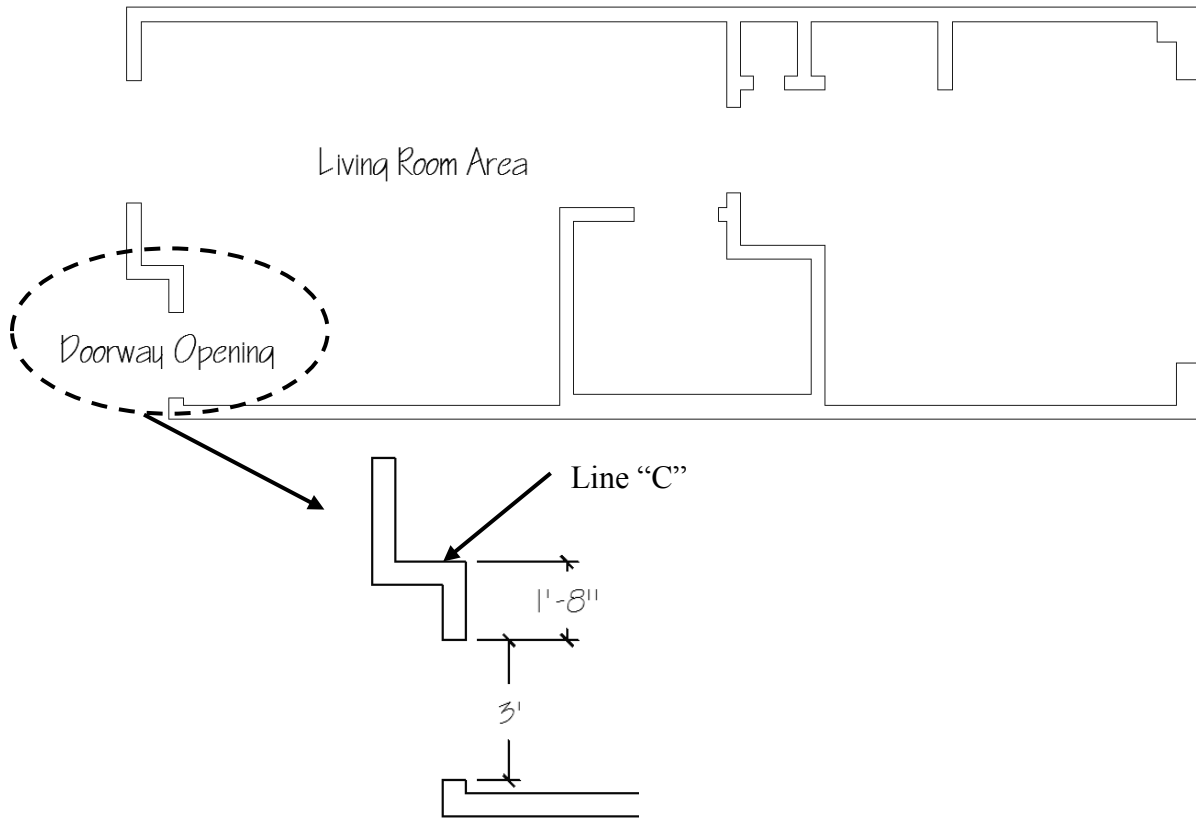 Living Room Area
Doorway Opening
Line “C”
1'-8"
3'